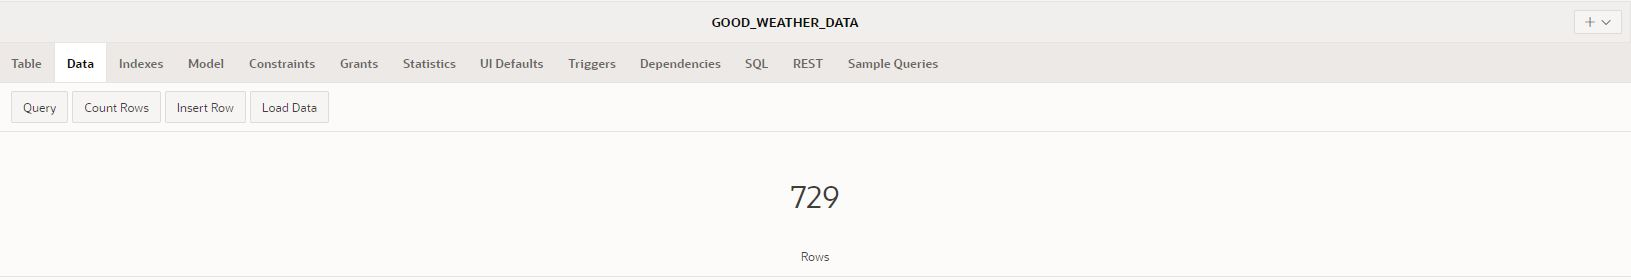 GOOD_WEATHER_DATA
Table Data Indexes Model Constraints Grants Statistics UI Defaults Triggers Dependencies SQL REST Sample Queries
Query Count Rows Insert Row Load Data
729
Rows